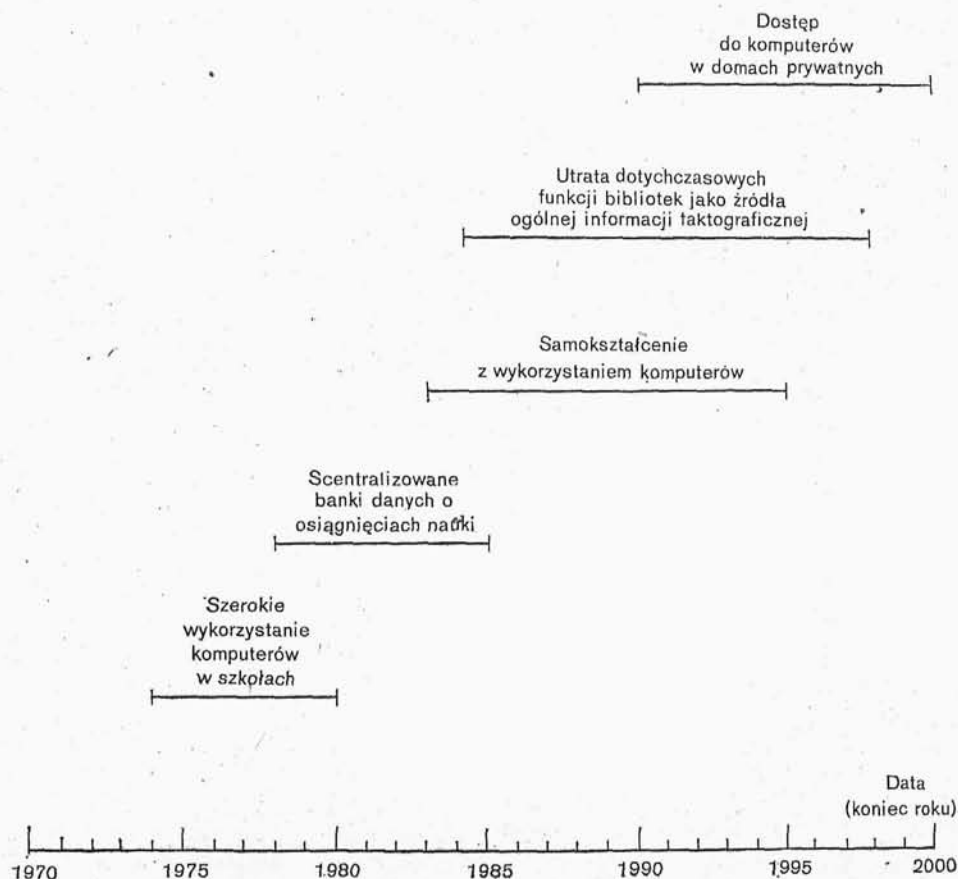 Dostęp
do komputerów
w domach prywatnych
Utrata dotychczasowych
funkcji bibliotek jako źródła
ogólnej informacji taktograficznej
Samokształcenie
z wykorzystaniem komputerów
Scentralizowane
banki danych o
osiągnięciach nauki
Szerokie
wykorzystanie
komputerów
w szkołach
Data
(koniec roku)
1970 1975 1980 1985 1990 1995 2000